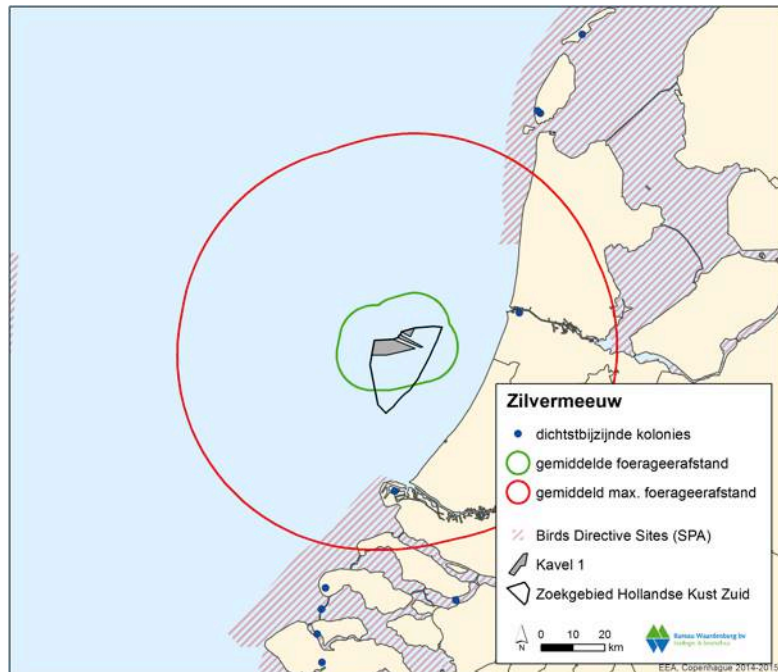 Zilvermeeuw
dichtstbijzijnde kolonies
gemiddelde foerageerafstand
gemiddeld max. foerageerafstand
Birds Directive Sites (SPA)
Kavel 1
Zoekgebied Hollandse Kust Zuid
N
0 10 20
km
Bureau Waardenburg bv
EEA, Copenhague 2014-2015